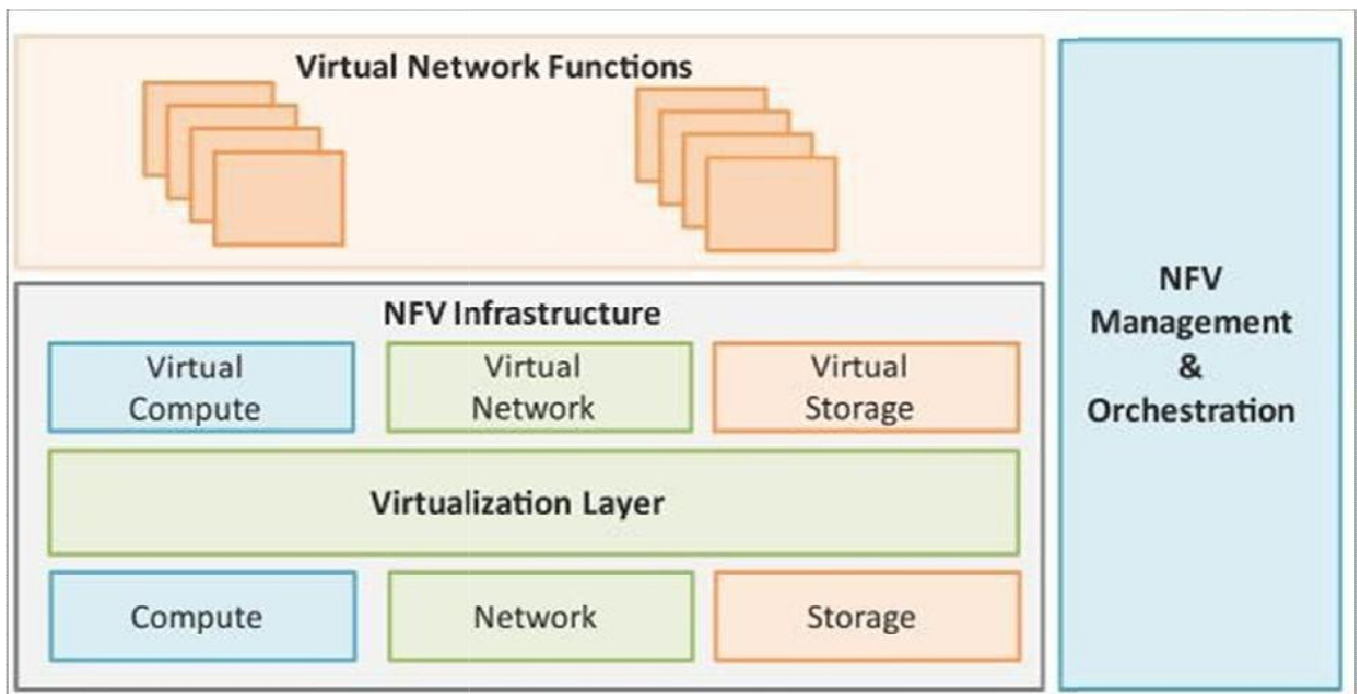 Virtual Network Functions
NFV Infrastructure
Virtual
Compute
Virtual
Network
Virtual
Storage
Virtualization Layer
Compute
Network
Storage
NFV
Management
&
Orchestration